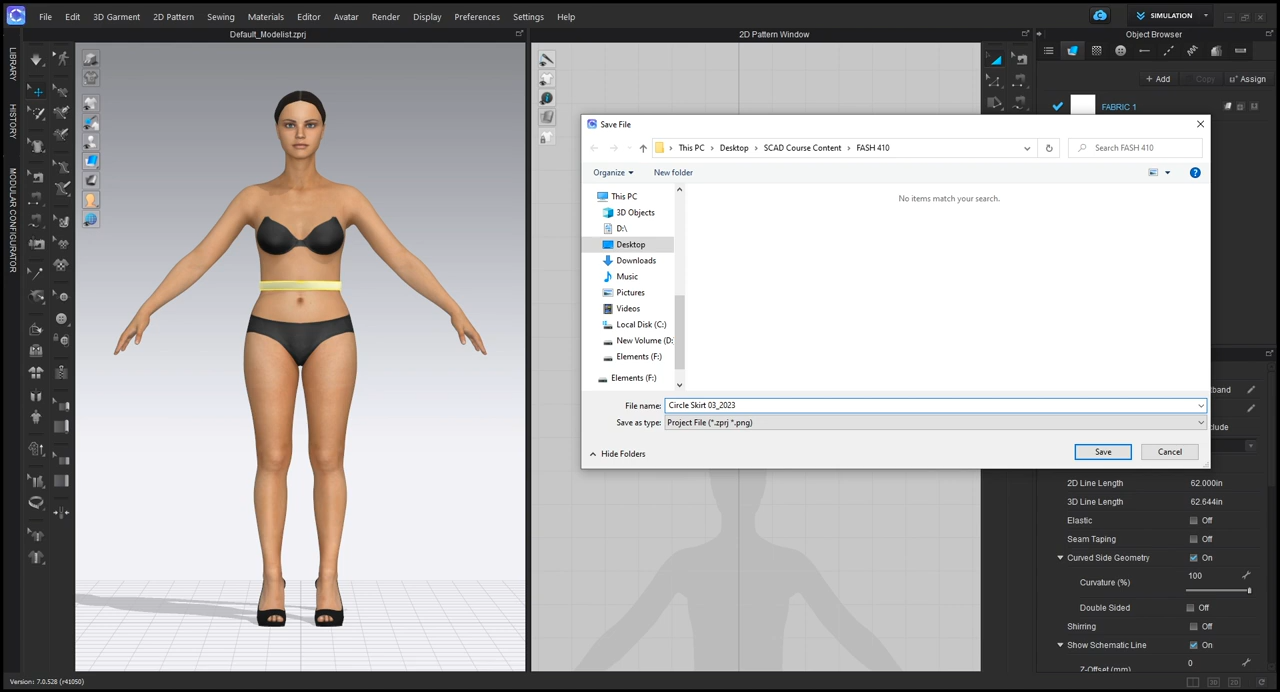 File Edit 3D Garment 2D Pattern Sewing Materials Editor Avatar Render Display Preferences Settings Help SIMULATION
Default_Modelist.zprj 2D Pattern Window Object Browser
LIBRARY
HISTORY
MODULAR CONFIGURATOR
+ Add Copy Assign
FABRIC 1
Save File
This PC > Desktop > SCAD Course Content > FASH 410 Search FASH 410
Organize New folder
No items match your search.
This PC
3D Objects
D:\
Desktop
Downloads
Music
Pictures
Videos
Local Disk (C:)
New Volume (D:
Elements (F:)
Elements (F:)
File name: Circle Skirt 03_2023
Save as type: Project File (*.zprj *.png)
Hide Folders Save Cancel
tband
clude
2D Line Length 62.000in
3D Line Length 62.644in
Elastic Off
Seam Taping Off
Curved Side Geometry On
Curvature (%) 100
Double Sided Off
Shirring Off
Show Schematic Line On
Z-Offset (mm) 0
Version: 7.0.528 (r41050) 3D 2D